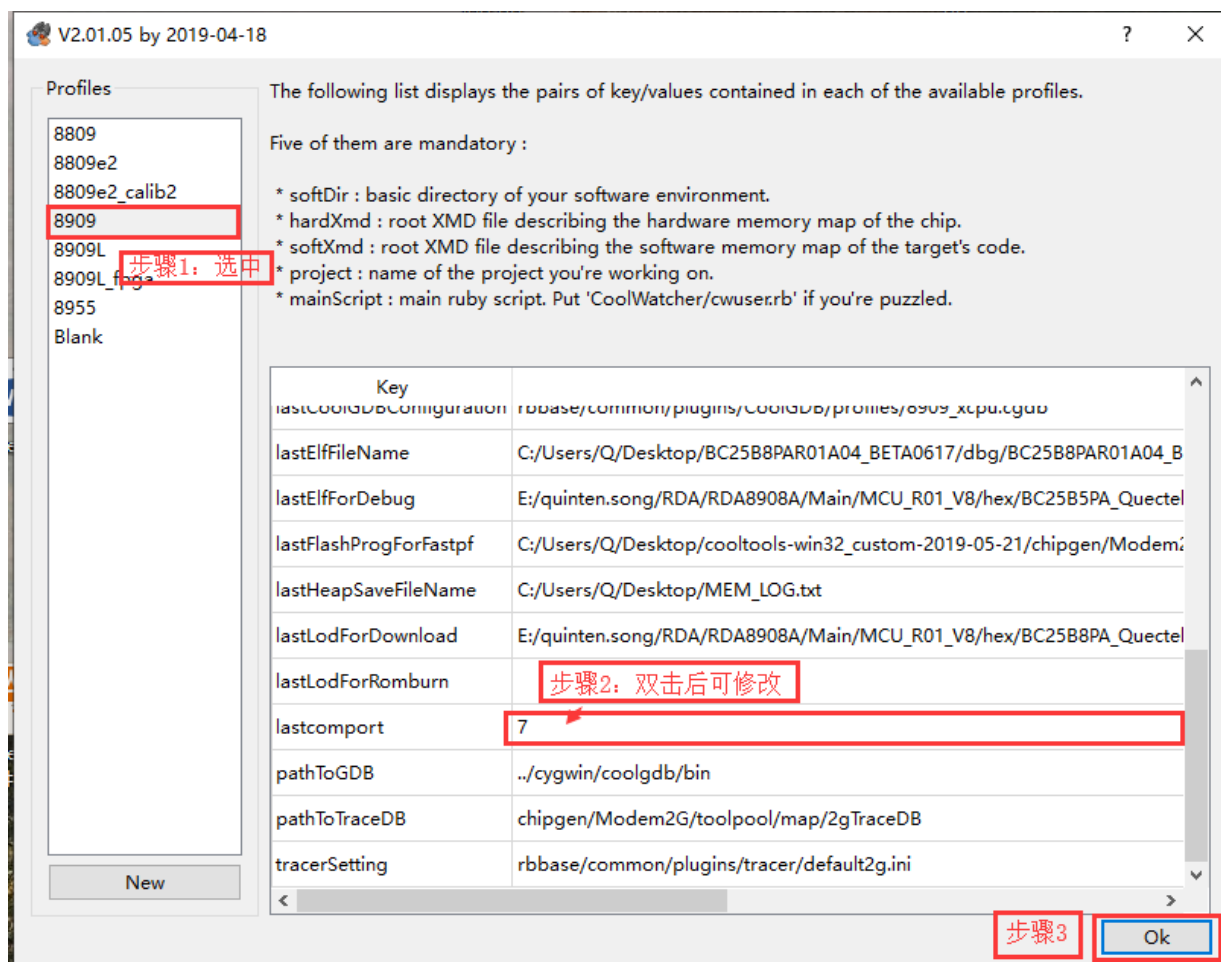 V2.01.05 by 2019-04-18
?
Profiles
8809
8809e2
8809e2_calib2
8909
8909L
步骤1：选中
8909L_fpga
8955
Blank
New
The following list displays the pairs of key/values contained in each of the available profiles.
Five of them are mandatory :
* softDir : basic directory of your software environment.
* hardXmd : root XMD file describing the hardware memory map of the chip.
* softXmd : root XMD file describing the software memory map of the target's code.
* project : name of the project you're working on.
* mainScript : main ruby script. Put 'CoolWatcher/cwuser.rb' if you're puzzled.
Key
lastCoolGDBConfiguration rbbase/common/plugins/CoolGDB/profiles/8909_xcpu.cgdb
lastElfFileName C:/Users/Q/Desktop/BC25B8PAR01A04_BETA0617/dbg/BC25B8PAR01A04_B
lastElfForDebug E:/quinten.song/RDA/RDA8908A/Main/MCU_R01_V8/hex/BC25B5PA_Quectel
lastFlashProgForFastpf C:/Users/Q/Desktop/cooltools-win32_custom-2019-05-21/chipgen/Modem2
lastHeapSaveFileName C:/Users/Q/Desktop/MEM_LOG.txt
lastLodForDownload E:/quinten.song/RDA/RDA8908A/Main/MCU_R01_V8/hex/BC25B8PA_Quectel
lastLodForRomburn
步骤2：双击后可修改
lastcomport 7
pathToGDB ../cygwin/coolgdb/bin
pathToTraceDB chipgen/Modem2G/toolpool/map/2gTraceDB
tracerSetting rbbase/common/plugins/tracer/default2g.ini
步骤3
Ok